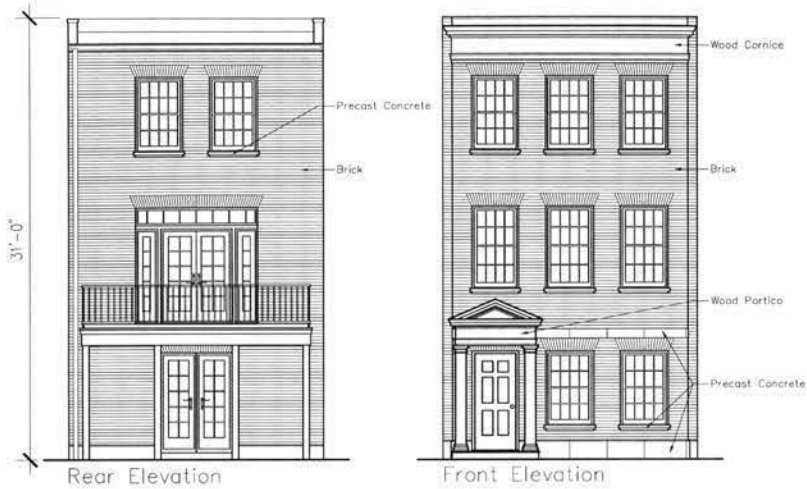 31'-0"
Precast Concrete
Brick
Rear Elevation
Wood Cornice
Brick
Wood Portico
Precast Concrete
Front Elevation